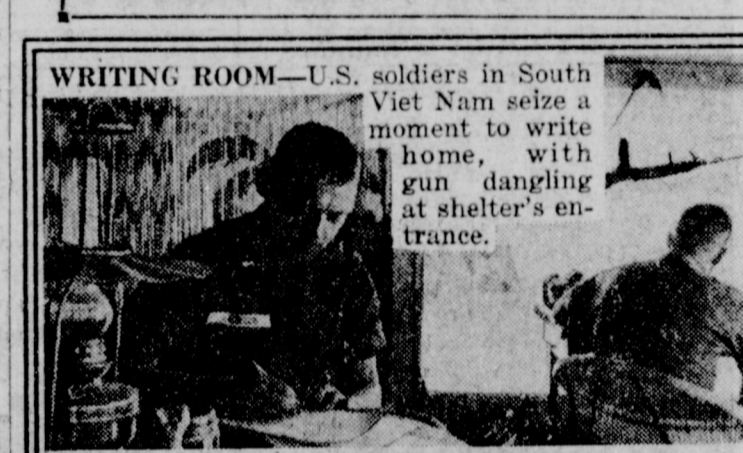 WRITING ROOM—U.S. soldiers in South
Viet Nam seize a
moment to write
home, with
gun dangling
at shelter's en-
trance.